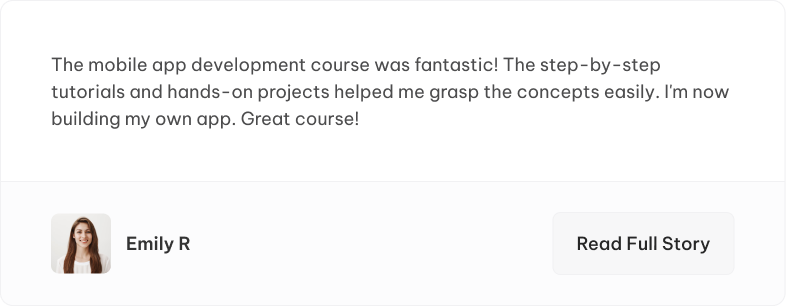 The mobile app development course was fantastic! The step-by-step
tutorials and hands-on projects helped me grasp the concepts easily. I'm now
building my own app. Great course!
Emily R
Read Full Story